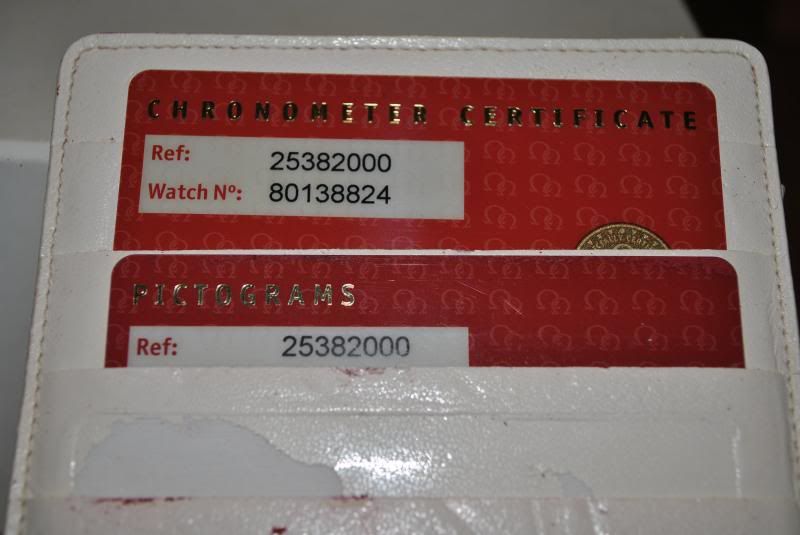 CHRONOMETER CERTIFICATE
Ref: 25382000
Watch Nº: 80138824
PICTOGRAMS
Ref: 25382000